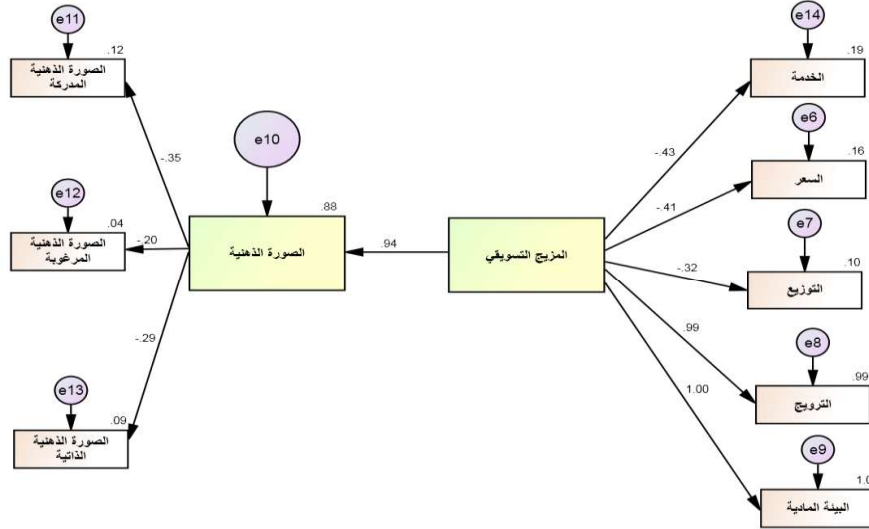 e11
.12
الصورة الذهنية
المدركة
-.35
e12
.04
الصورة الذهنية
المرغوبة
-.20
-.29
e13
.09
الصورة الذهنية
الذاتية
e10
.88
الصورة الذهنية
.94
المزيج التسويقي
-.43
-.41
-.32
.99
1.00
e14
.19
الخدمة
e6
.16
السعر
e7
.10
التوزيع
e8
.99
الترويج
e9
1.0
البيئة المادية